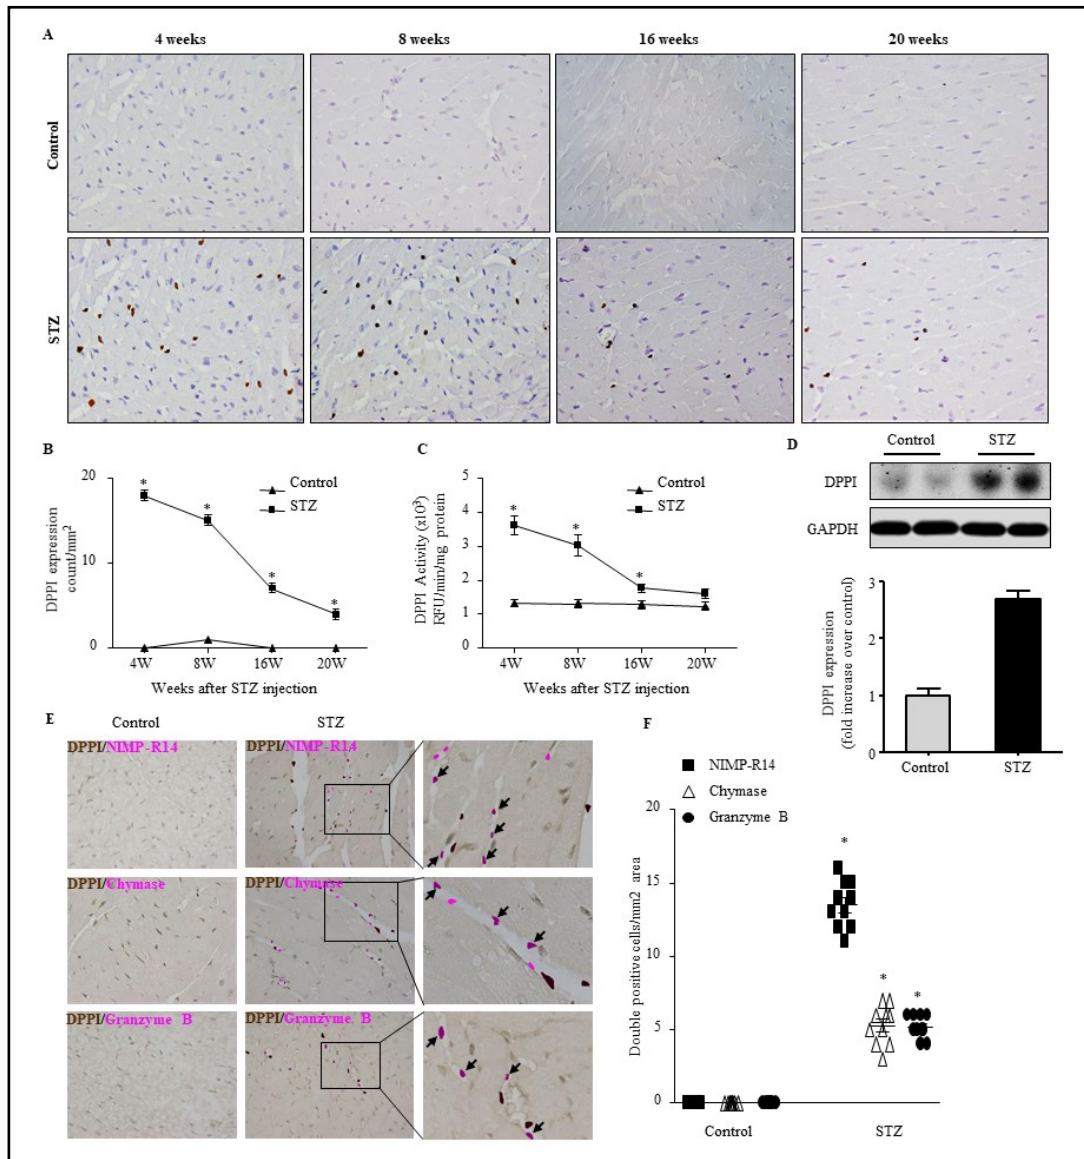 A
4 weeks 8 weeks 16 weeks 20 weeks
Control
STZ
B
20
10
0
DPPI expression
count/mm2
Control
STZ
* * * *
4W 8W 16W 20W
Weeks after STZ injection
C
5
4
3
2
1
0
DPPI Activity (x10³)
RFU/min/mg protein
Control
STZ
* * *
4W 8W 16W 20W
Weeks after STZ injection
D
Control STZ
DPPI
GAPDH
3
2
1
0
DPPI expression
(fold increase over control)
Control STZ
E
Control STZ
DPPI/NIMP-R14 DPPI/NIMP-R14
DPPI/Chymase DPPI/Chymase
DPPI/Granzyme B DPPI/Granzyme B
F
NIMP-R14
Chymase
Granzyme B
20
15
10
5
0
Double positive cells/mm2 area
* * *
Control STZ